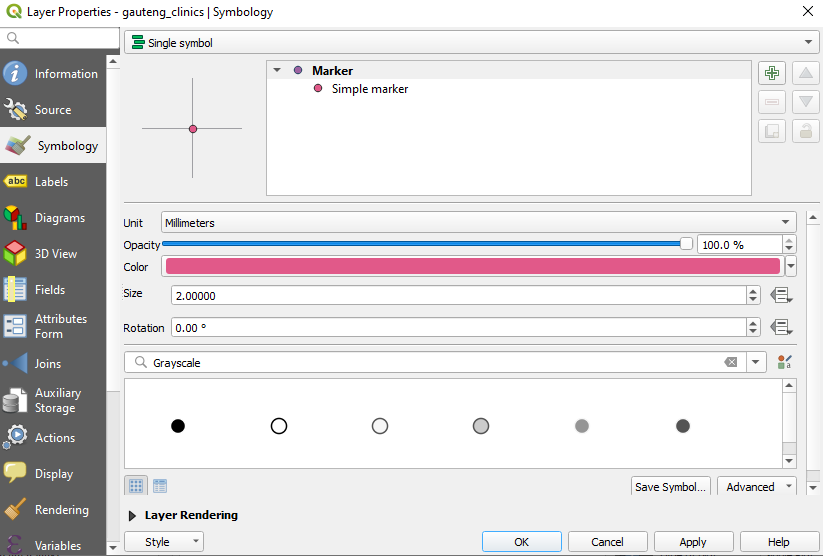 Layer Properties - gauteng_clinics | Symbology
Information
Source
Symbology
abc Labels
Diagrams
3D View
Fields
Attributes
Form
Joins
Auxiliary
Storage
Actions
Display
Rendering
Variables
Single symbol
Marker
Simple marker
Unit Millimeters
Opacity 100.0 %
Color
Size 2.00000
Rotation 0.00 °
Grayscale
Save Symbol... Advanced
Layer Rendering
Style OK Cancel Apply Help